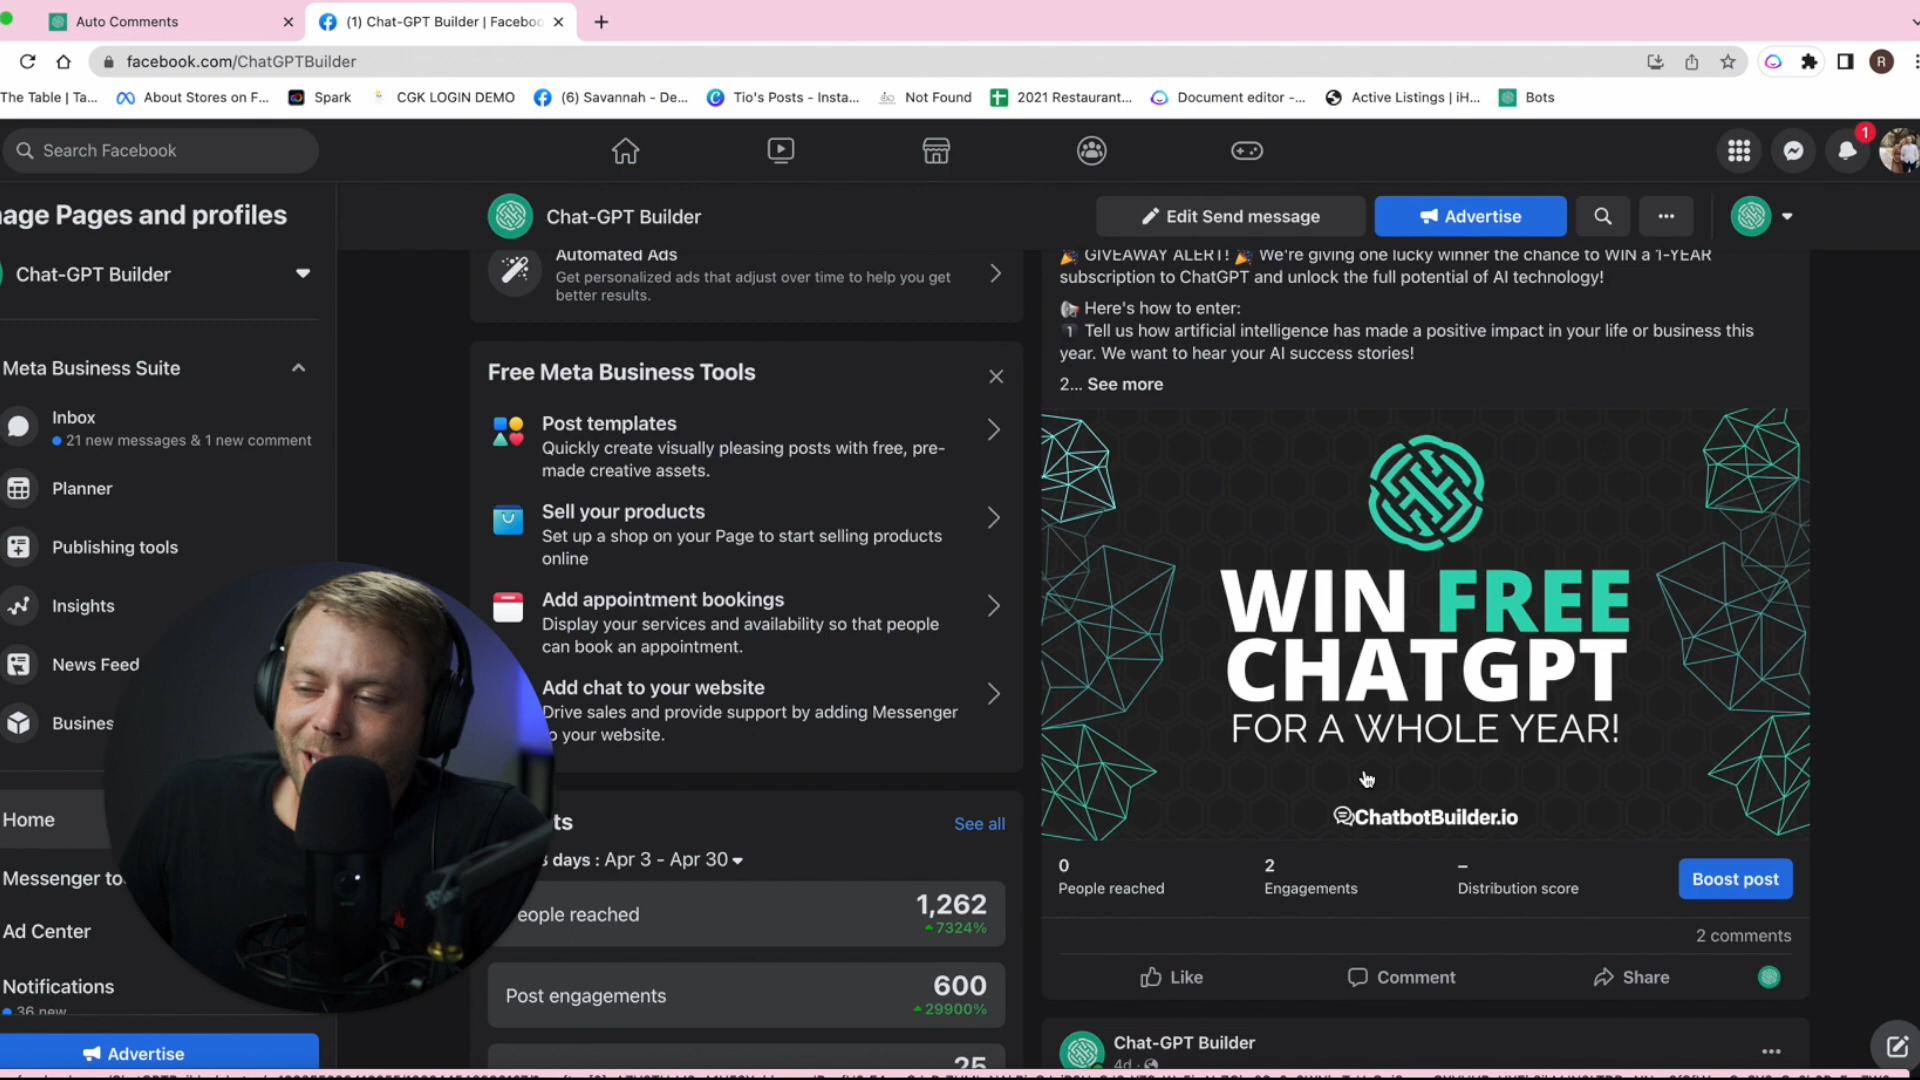 Auto Comments
(1) Chat-GPT Builder | Facebo
facebook.com/ChatGPTBuilder
R
The Table | Ta...
About Stores on F...
Spark
CGK LOGIN DEMO
(6) Savannah - De...
Tio's Posts - Insta...
Not Found
2021 Restaurant...
Document editor -...
Active Listings | iH...
Bots
Search Facebook
1
age Pages and profiles
Chat-GPT Builder
Meta Business Suite
Inbox
21 new messages & 1 new comment
Planner
Publishing tools
Insights
News Feed
Busines
Home
Messenger to
Ad Center
Notifications
36 new
Advertise
Chat-GPT Builder
Edit Send message
Advertise
Automated Ads
Get personalized ads that adjust over time to help you get
better results.
Free Meta Business Tools
Post templates
Quickly create visually pleasing posts with free, pre-
made creative assets.
Sell your products
Set up a shop on your Page to start selling products
online
Add appointment bookings
Display your services and availability so that people
can book an appointment.
Add chat to your website
Drive sales and provide support by adding Messenger
o your website.
ts
See all
days : Apr 3 - Apr 30
eople reached
1,262
7324%
Post engagements
600
29900%
25
GIVEAWAY ALERT! 🎉 We're giving one lucky winner the chance to WIN a 1-YEAR
subscription to ChatGPT and unlock the full potential of AI technology!
Here's how to enter:
1 Tell us how artificial intelligence has made a positive impact in your life or business this
year. We want to hear your AI success stories!
2... See more
WIN FREE
CHATGPT
FOR A WHOLE YEAR!
ChatbotBuilder.io
0
People reached
2
Engagements
–
Distribution score
Boost post
2 comments
Like
Comment
Share
Chat-GPT Builder
4d